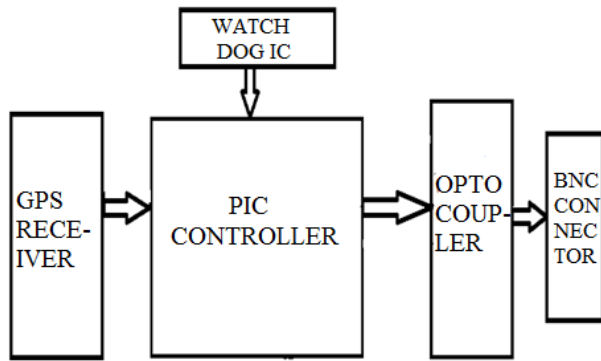 WATCH
DOG IC
GPS
RECE-
IVER
PIC
CONTROLLER
OPTO
COUP-
LER
BNC
CON
NEC
TOR